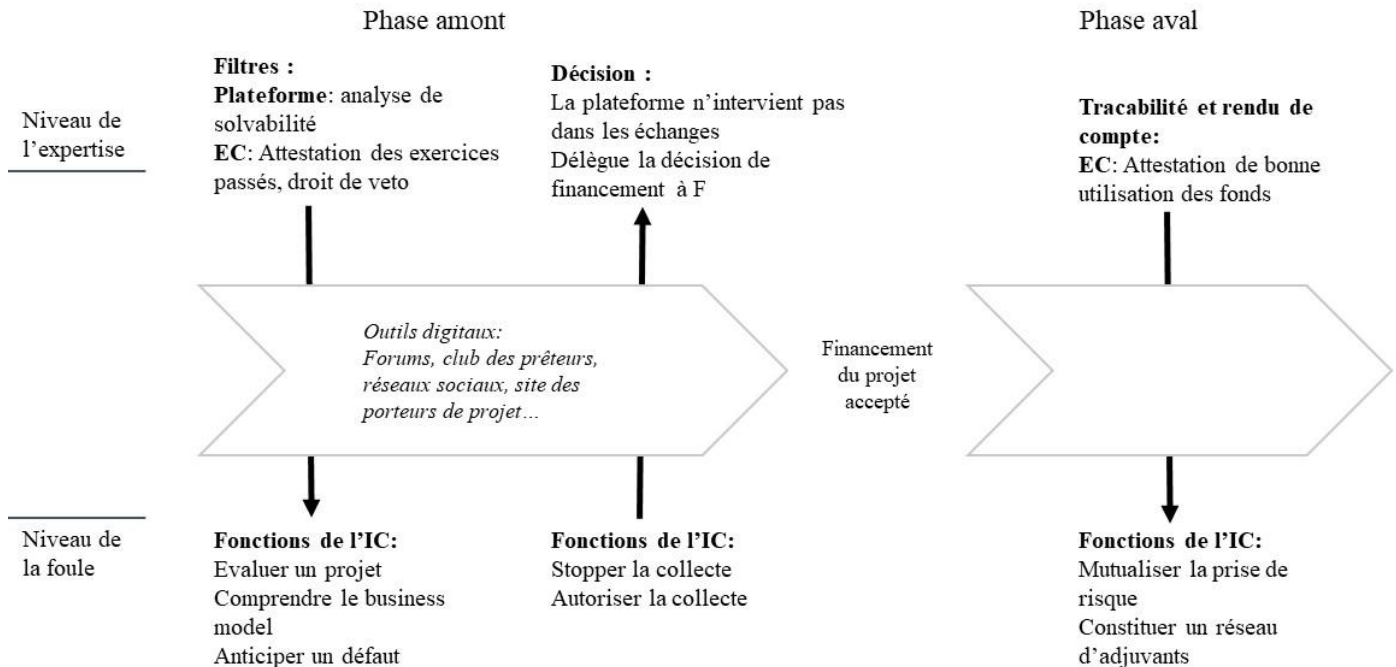 Phase amont
Phase aval
Niveau de
l'expertise
Filtres :
Plateforme: analyse de
solvabilité
EC: Attestation des exercices
passés, droit de veto
Décision :
La plateforme n'intervient pas
dans les échanges
Délègue la décision de
financement à F
Tracabilité et rendu de
compte:
EC: Attestation de bonne
utilisation des fonds
Outils digitaux:
Forums, club des prêteurs,
réseaux sociaux, site des
porteurs de projet…
Financement
du projet
accepté
Niveau de
la foule
Fonctions de l'IC:
Evaluer un projet
Comprendre le business
model
Anticiper un défaut
Fonctions de l'IC:
Stopper la collecte
Autoriser la collecte
Fonctions de l'IC:
Mutualiser la prise de
risque
Constituer un réseau
d'adjuvants